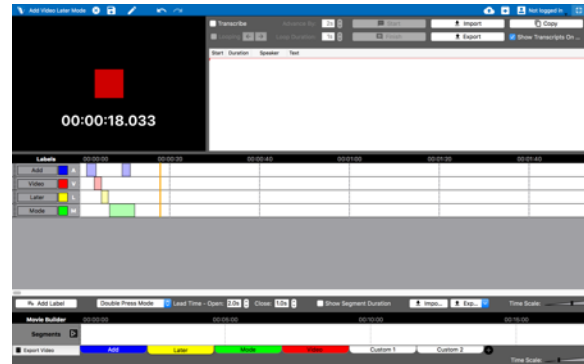 Add Video Later Mode
Not logged in
Transcribe
Advance By: 2s
Start
Import
Copy
Looping
Loop Duration: 1s
Finish
Export
Show Transcripts On ...
Start Duration Speaker Text
00:00:18.033
Labels 00:00:00 00:00:20 00:00:40 00:01:00 00:01:20 00:01:40
Add A
Video V
Later L
Mode M
Add Label
Double Press Mode
Lead Time - Open: 2.0s Close: 1.0s
Show Segment Duration
Impo...
Exp...
Time Scale:
Movie Builder 00:00:00 00:05:00 00:10:00 00:15:00
Segments
Export Video
Add Later Mode Video Custom 1 Custom 2
Time Scale: